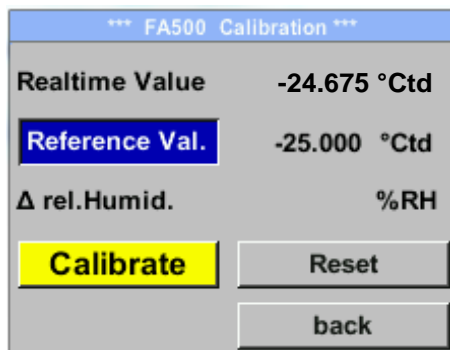 *** FA500 Calibration ***
Realtime Value -24.675 °Ctd
Reference Val. -25.000 °Ctd
Δ rel.Humid. %RH
Calibrate Reset
back